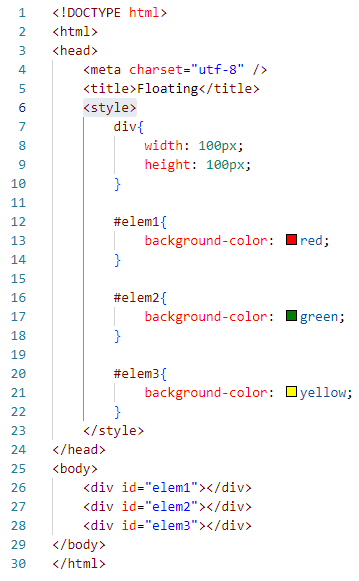 1 <!DOCTYPE html>
2 <html>
3 <head>
4     <meta charset="utf-8" />
5     <title>Floating</title>
6     <style>
7         div{
8             width: 100px;
9             height: 100px;
10         }
11
12         #elem1{
13             background-color: red;
14         }
15
16         #elem2{
17             background-color: green;
18         }
19
20         #elem3{
21             background-color: yellow;
22         }
23     </style>
24 </head>
25 <body>
26     <div id="elem1"></div>
27     <div id="elem2"></div>
28     <div id="elem3"></div>
29 </body>
30 </html>